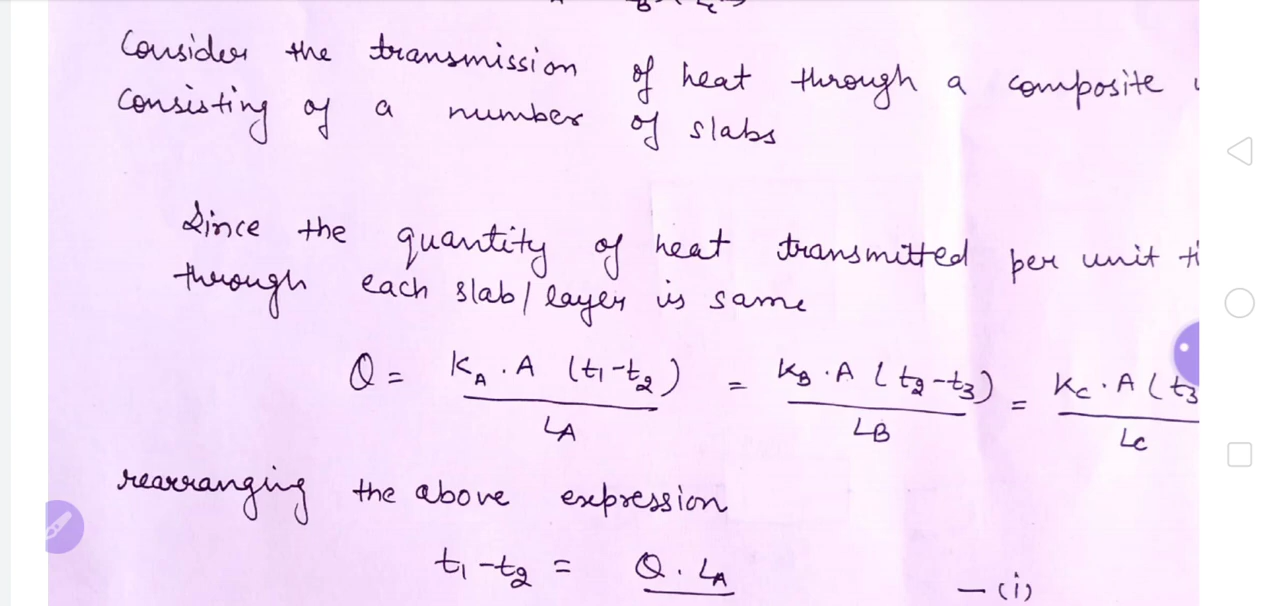 Consider the transmission of heat through a composite
consisting of a number of slabs
Since the quantity of heat transmitted per unit
through each slab/layer is same
Q = K_A . A (t1-t2) / LA = KB . A (t2-t3) / LB = KC . A (t3 / LC
rearranging the above expression
t1-t2 = Q . LA
-(i)